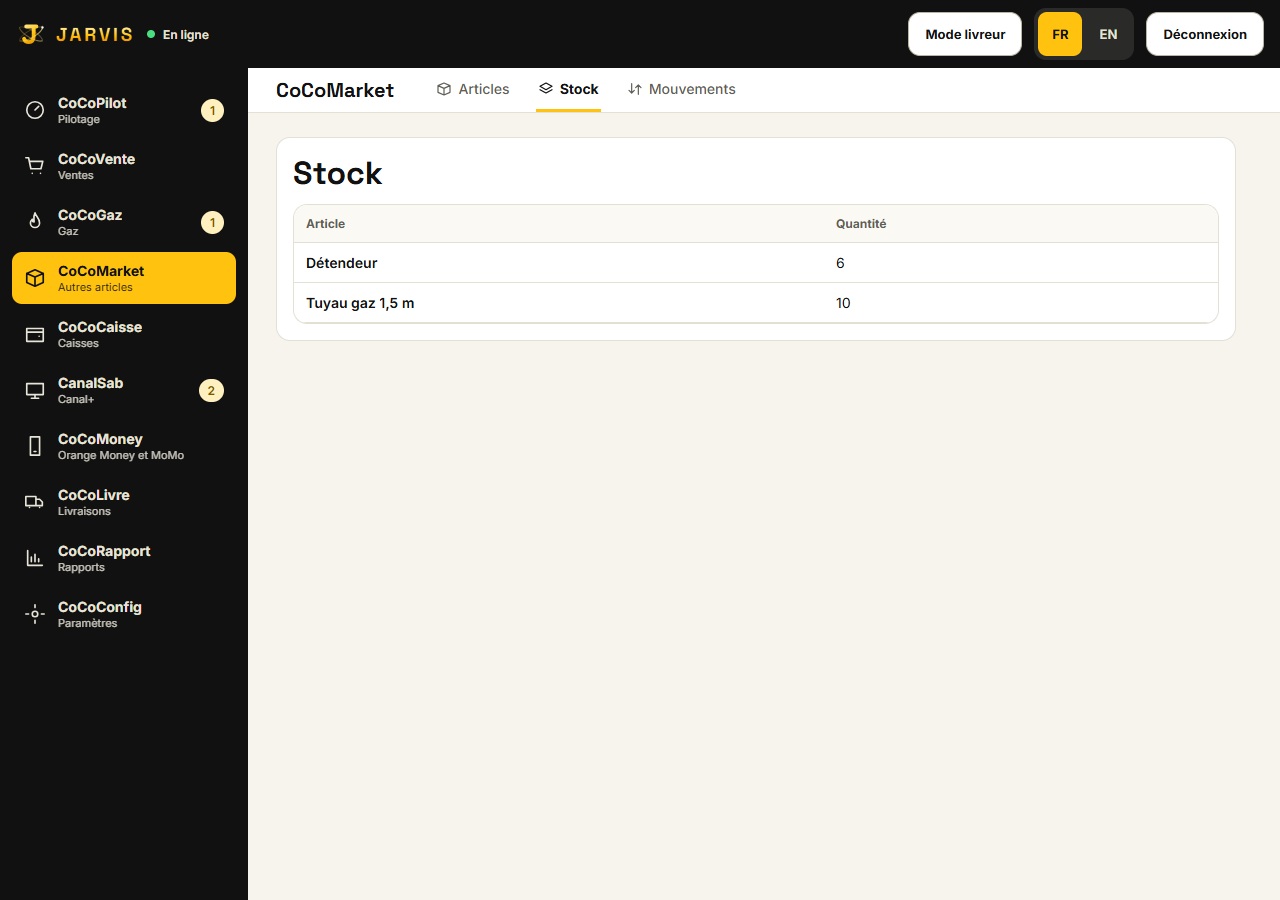 JARVIS
En ligne
Mode livreur
FR
EN
Déconnexion
CoCoPilot
Pilotage
1
CoCoVente
Ventes
CoCoGaz
Gaz
1
CoCoMarket
Autres articles
CoCoCaisse
Caisses
CanalSab
Canal+
2
CoCoMoney
Orange Money et MoMo
CoCoLivre
Livraisons
CoCoRapport
Rapports
CoCoConfig
Paramètres
CoCoMarket
Articles
Stock
Mouvements
Stock
Article Quantité
Détendeur 6
Tuyau gaz 1,5 m 10